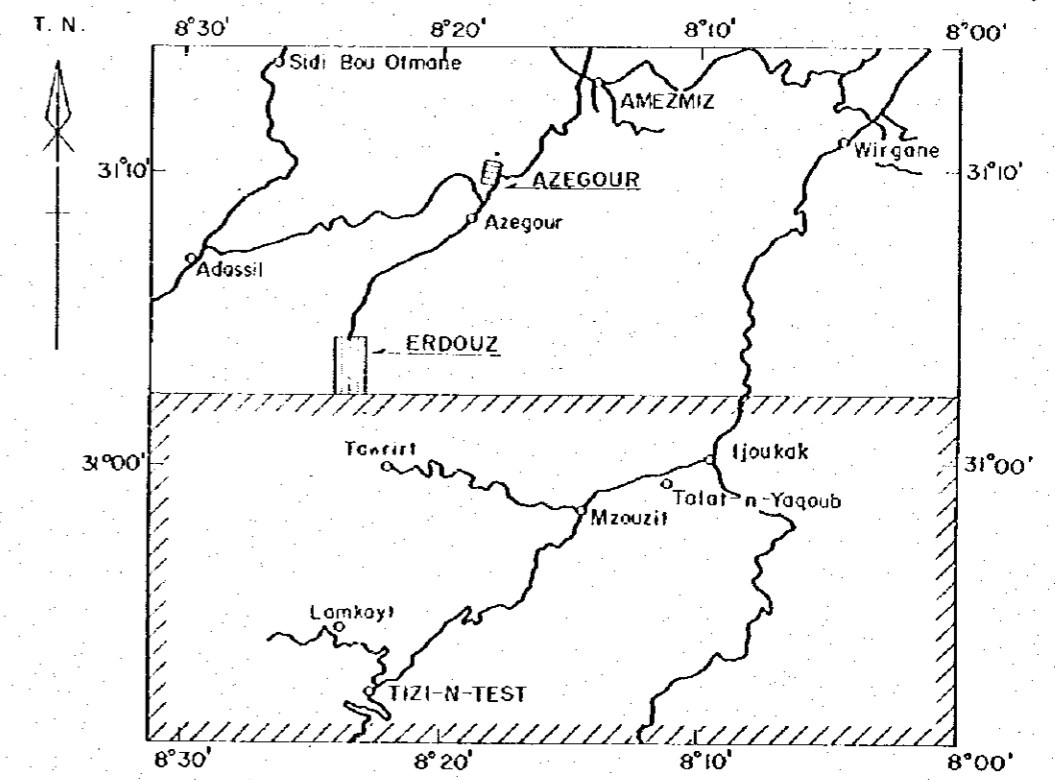 T. N.
8°30'
8°20'
8°10'
8°00'
Sidi Bou Otmane
AMEZMIZ
Wirgane
31°10'
31°10'
AZEGOUR
Azegour
Adassil
ERDOUZ
Tawrirt
Ijoukak
31°00'
31°00'
Talat-n-Yaqoub
Mzouzit
Lamkayt
TIZI-N-TEST
8°30'
8°20'
8°10'
8°00'